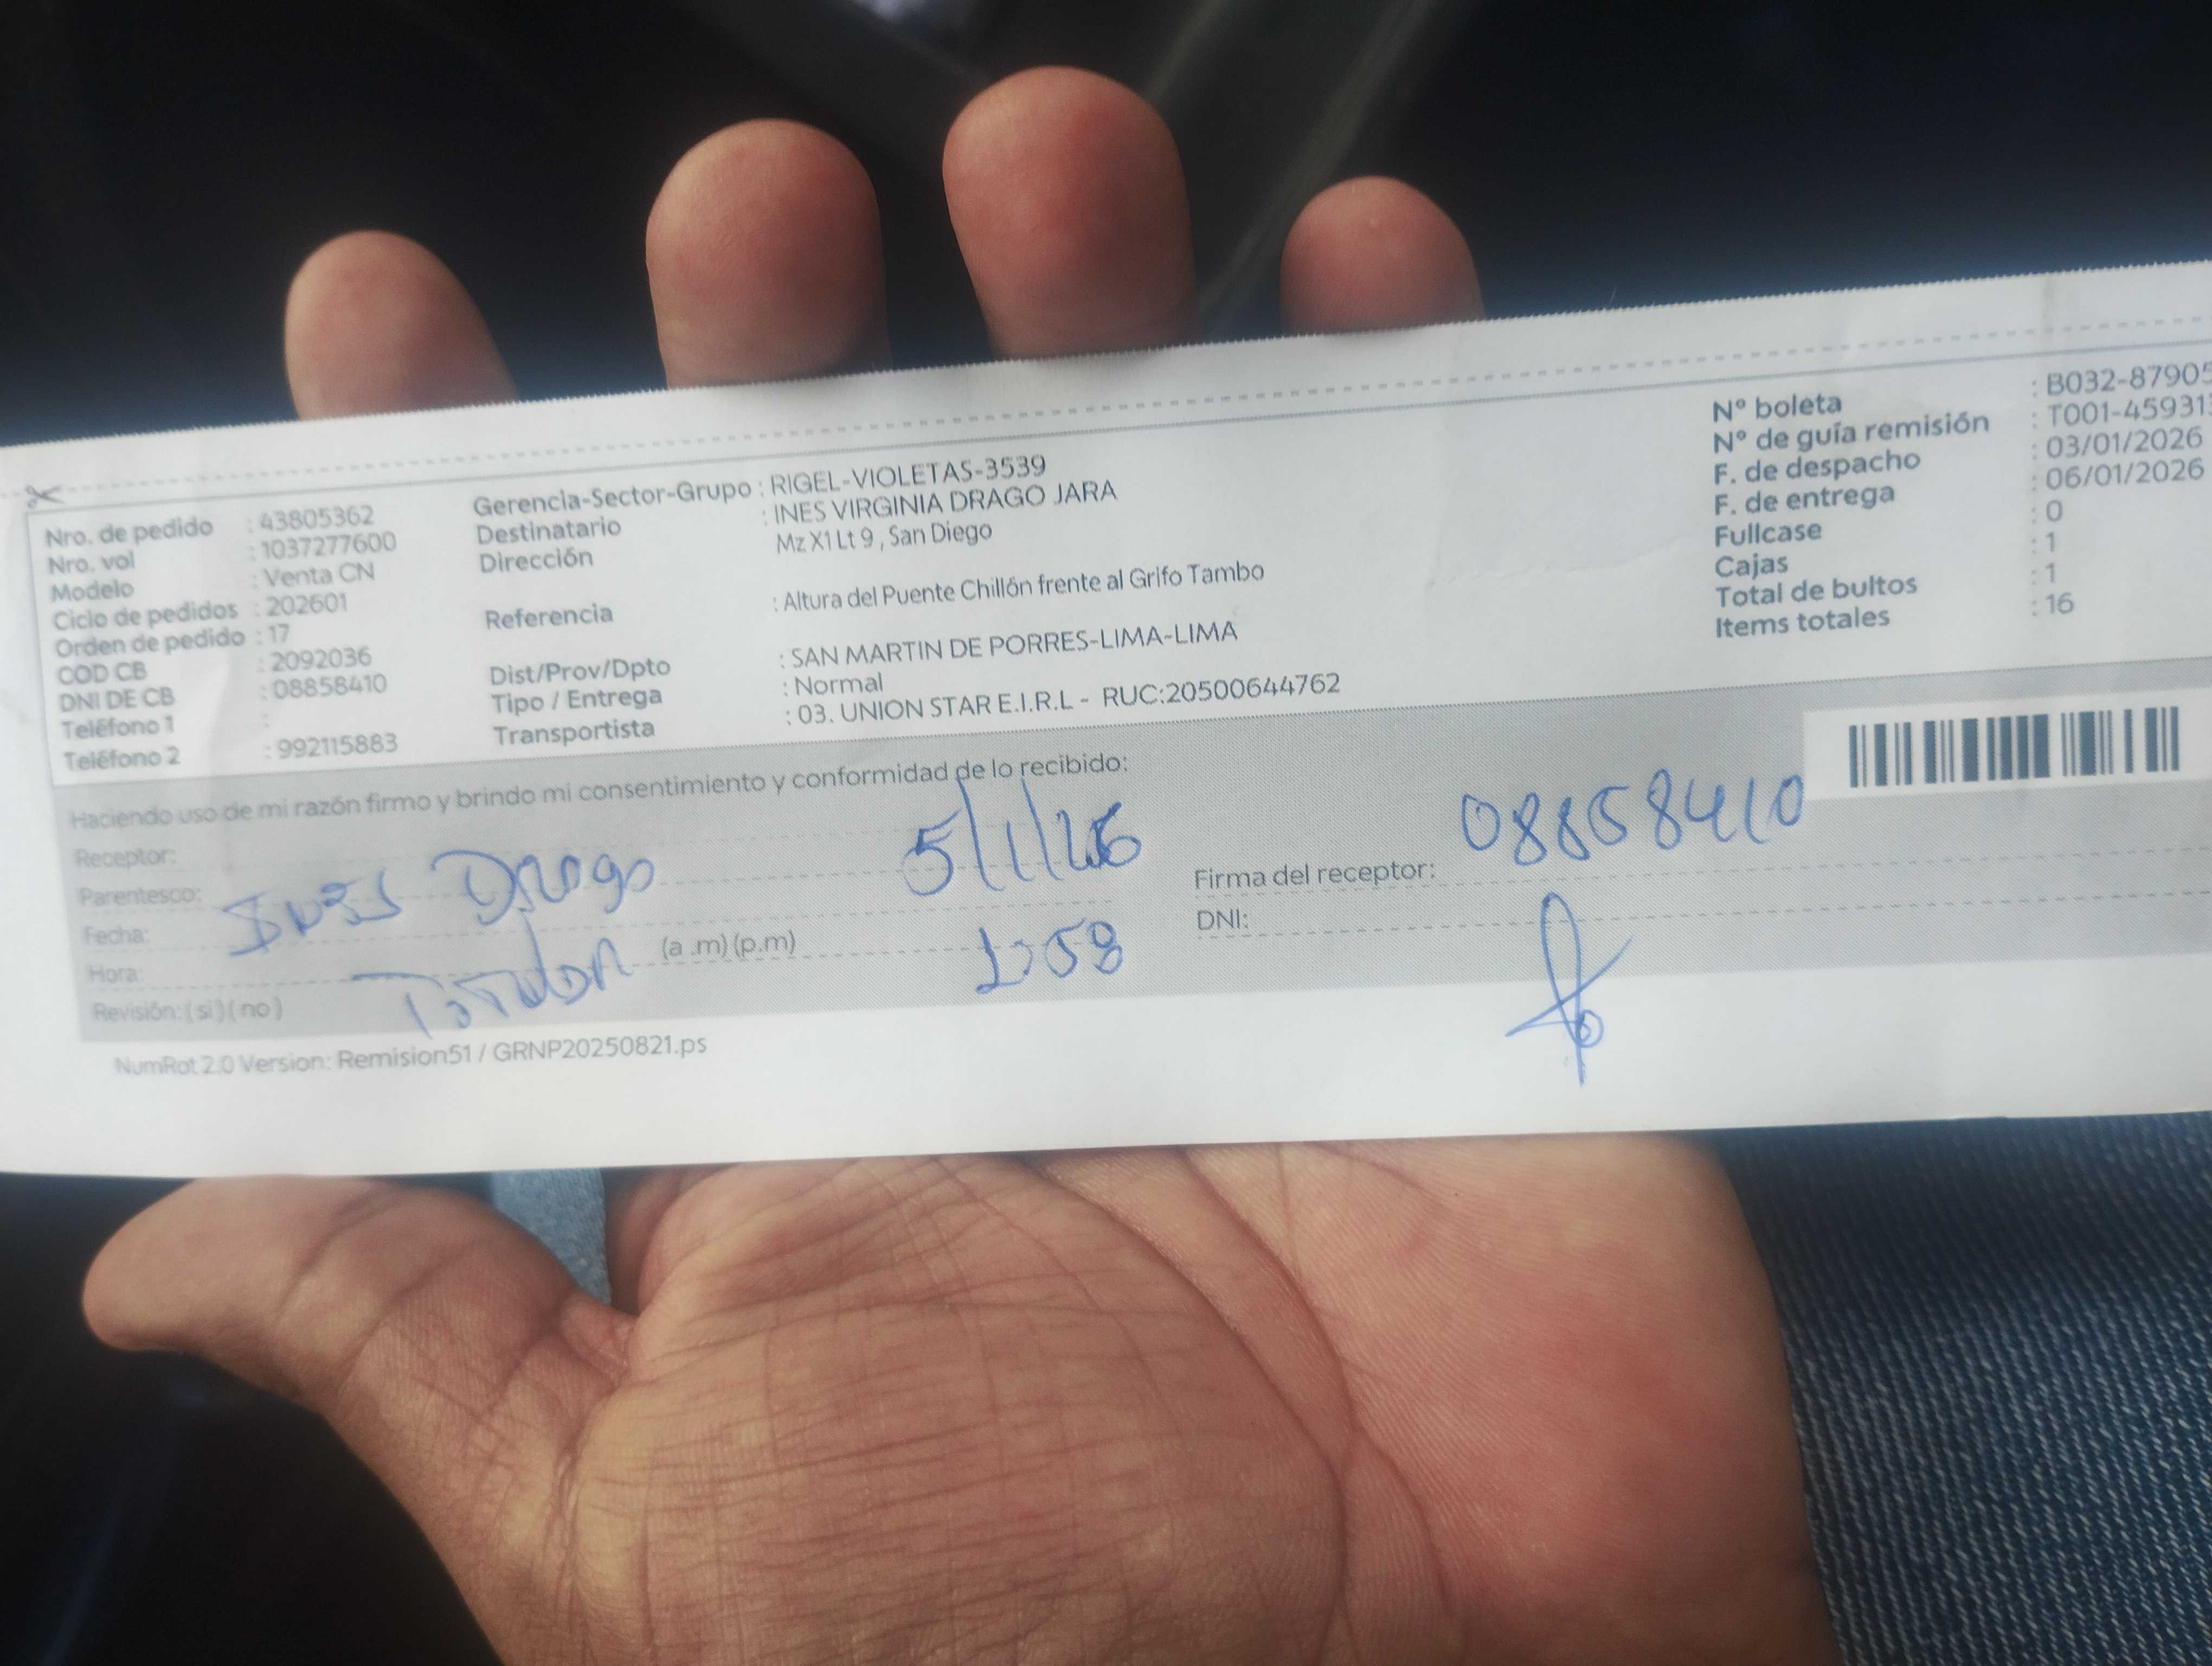 Nro. de pedido : 43805362
Nro. vol : 1037277600
Modelo : Venta CN
Ciclo de pedidos : 202601
Orden de pedido : 17
COD CB : 2092036
DNI DE CB : 08858410
Teléfono 1 :
Teléfono 2 : 992115883
Gerencia-Sector-Grupo : RIGEL-VIOLETAS-3539
Destinatario : INES VIRGINIA DRAGO JARA
Dirección Mz X1 Lt 9 , San Diego
Referencia : Altura del Puente Chillón frente al Grifo Tambo
Dist/Prov/Dpto : SAN MARTIN DE PORRES-LIMA-LIMA
Tipo / Entrega : Normal
Transportista : 03. UNION STAR E.I.R.L - RUC:20500644762
N° boleta : B032-87905
N° de guía remisión : T001-45931
F. de despacho : 03/01/2026
F. de entrega : 06/01/2026
Fullcase : 0
Cajas : 1
Total de bultos : 1
Items totales : 16
Haciendo uso de mi razón firmo y brindo mi consentimiento y conformidad de lo recibido:
Receptor:
Parentesco: Ines Drago 5/1/26
Fecha:
Hora: (a .m) (p.m) 1:58
Revisión: ( si ) ( no ) Titular
Firma del receptor: 08858410
DNI:
NumRot 2.0 Version: Remision51 / GRNP20250821.ps